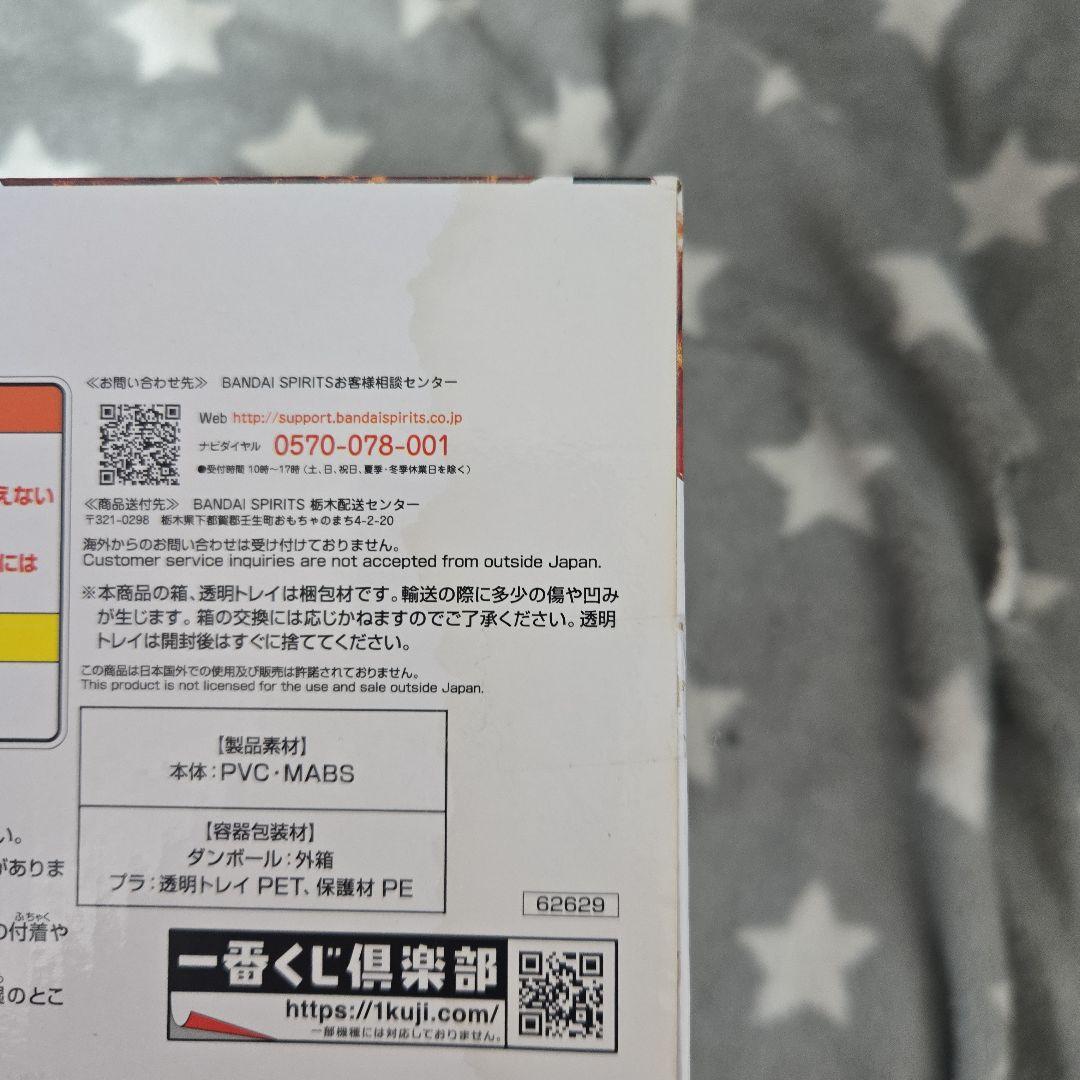 ≪お問い合わせ先≫ BANDAI SPIRITSお客様相談センター
Web http://support.bandaispirits.co.jp
ナビダイヤル 0570-078-001
●受付時間 10時〜17時（土、日、祝日、夏季・冬季休業日を除く）
≪商品送付先≫ BANDAI SPIRITS 栃木配送センター
〒321-0298 栃木県下都賀郡壬生町おもちゃのまち4-2-20
海外からのお問い合わせは受け付けておりません。
Customer service inquiries are not accepted from outside Japan.
※本商品の箱、透明トレイは梱包材です。輸送の際に多少の傷や凹み
が生じます。箱の交換には応じかねますのでご了承ください。透明
トレイは開封後はすぐに捨ててください。
この商品は日本国外での使用及び販売は許諾されておりません。
This product is not licensed for the use and sale outside Japan.
【製品素材】
本体：PVC・MABS
【容器包装材】
ダンボール：外箱
プラ：透明トレイ PET、保護材 PE
62629
一番くじ倶楽部
https://1kuji.com/
一部機種には対応しておりません。
えない
には
い。
がありま
ふちゃく
の付着や
のとこ